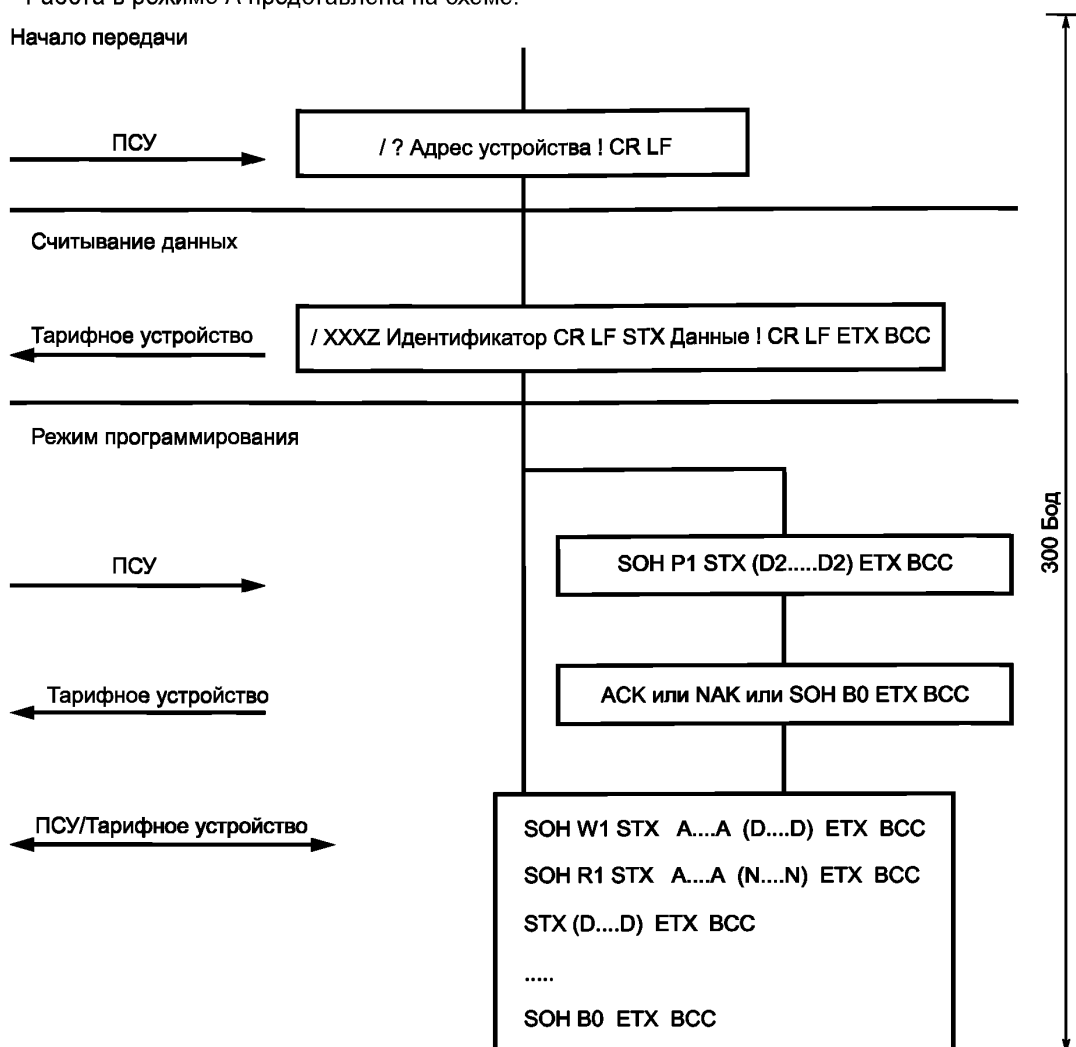 Работа в режиме А представлена на схеме:
Начало передачи
ПСУ
/ ? Адрес устройства ! CR LF
Считывание данных
Тарифное устройство
/ XXXZ Идентификатор CR LF STX Данные ! CR LF ETX BCC
Режим программирования
300 Бод
ПСУ
SOH P1 STX (D2.....D2) ETX BCC
Тарифное устройство
ACK или NAK или SOH B0 ETX BCC
ПСУ/Тарифное устройство
SOH W1 STX A....A (D....D) ETX BCC
SOH R1 STX A....A (N....N) ETX BCC
STX (D....D) ETX BCC
.....
SOH B0 ETX BCC